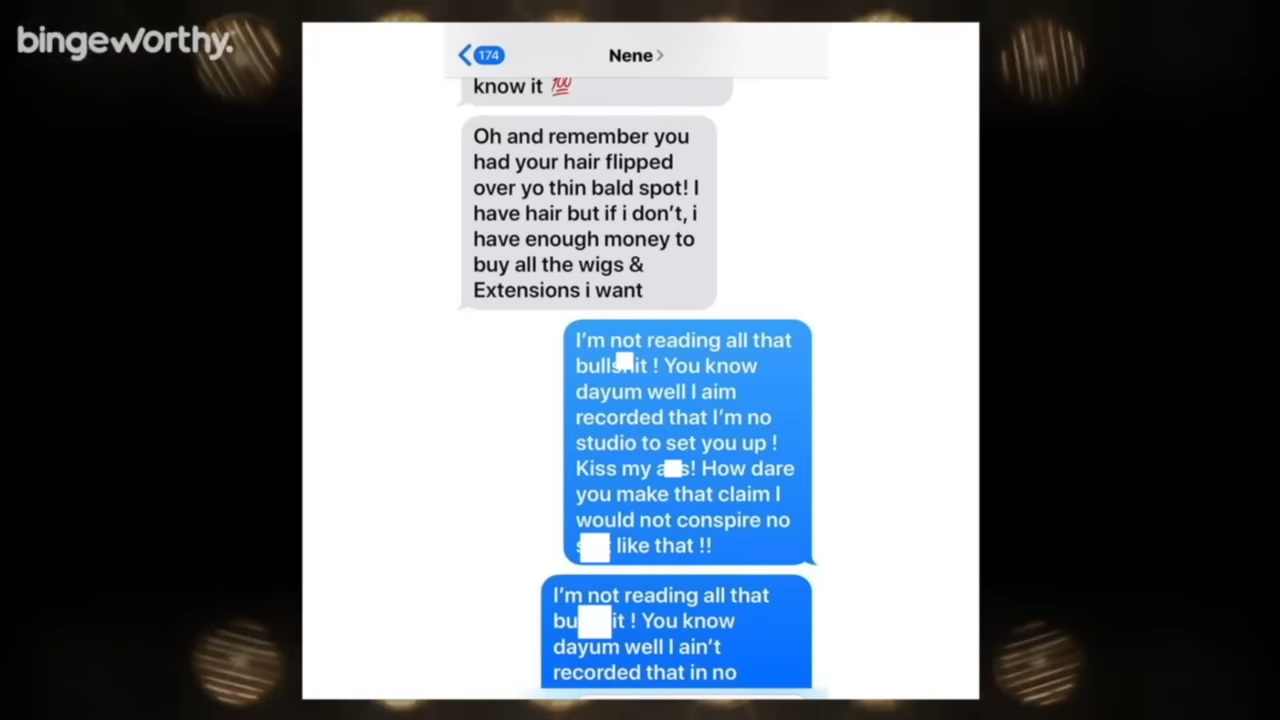 bingeworthy.
174
Nene
know it 💯
Oh and remember you
had your hair flipped
over yo thin bald spot! I
have hair but if i don’t, i
have enough money to
buy all the wigs &
Extensions i want
I’m not reading all that
bulls it ! You know
dayum well I aim
recorded that I’m no
studio to set you up !
Kiss my a s! How dare
you make that claim I
would not conspire no
like that !!
I’m not reading all that
bu it ! You know
dayum well I ain’t
recorded that in no